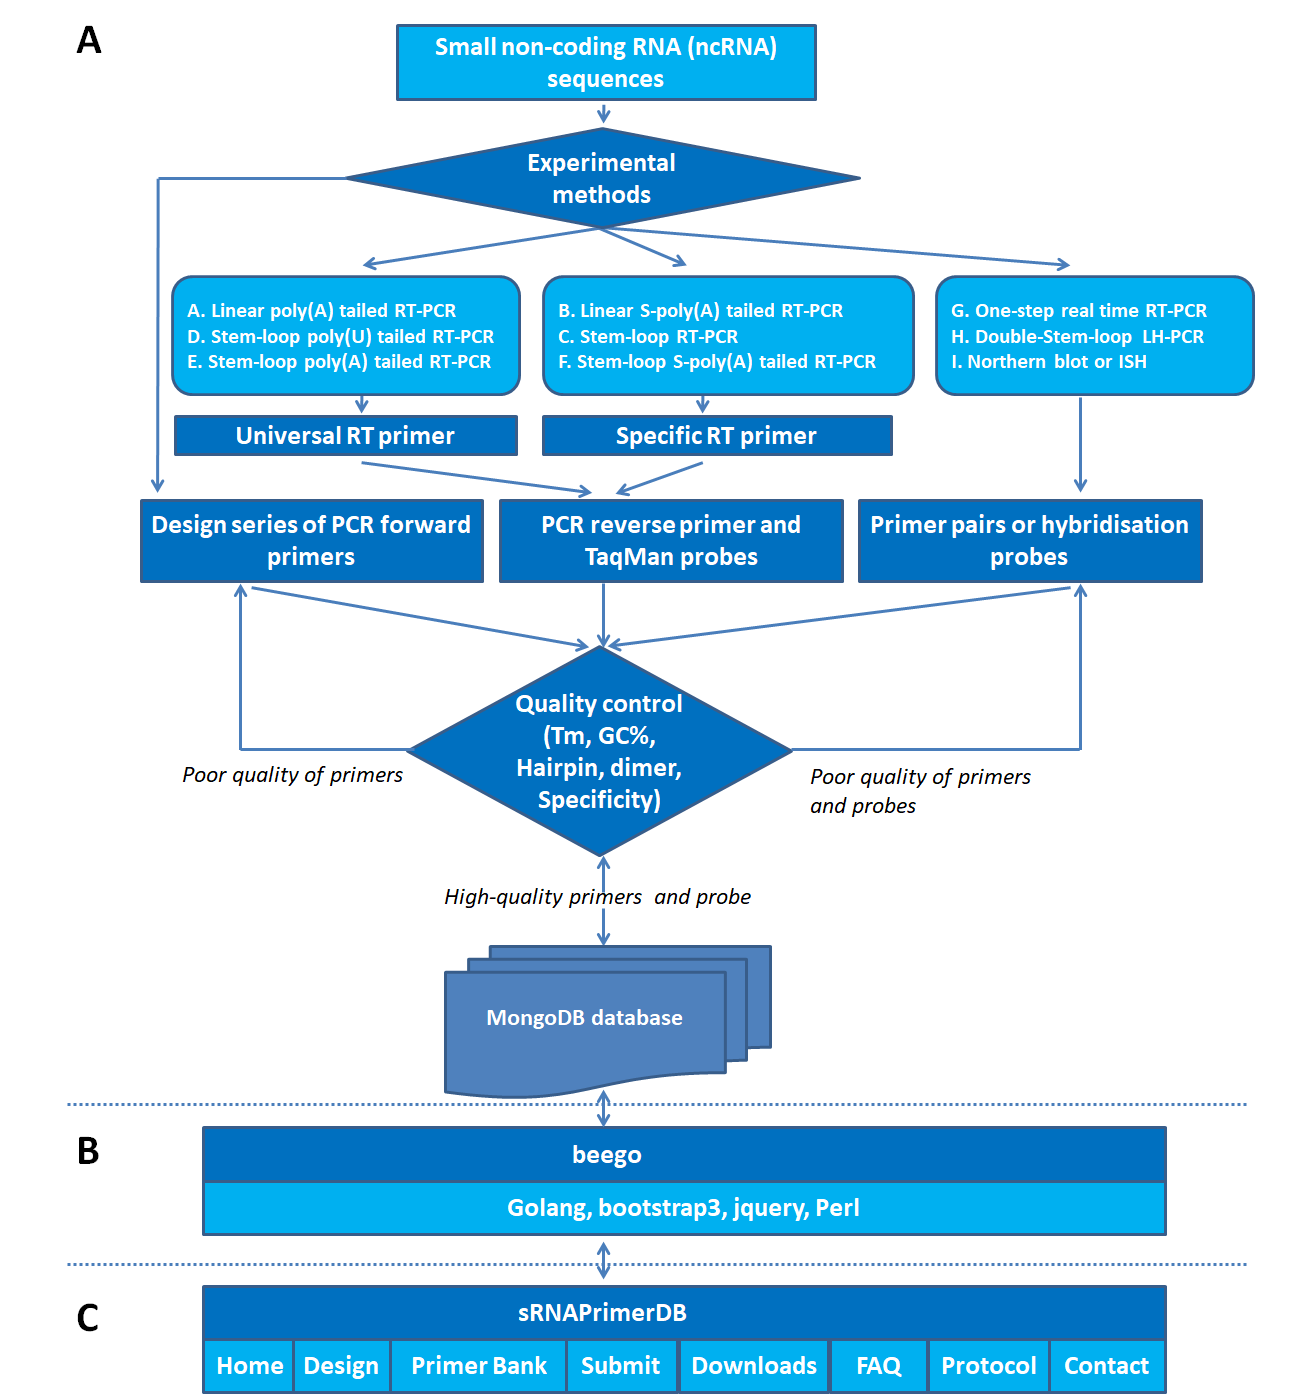 A
Small non-coding RNA (ncRNA)
sequences
Experimental
methods
A. Linear poly(A) tailed RT-PCR
D. Stem-loop poly(U) tailed RT-PCR
E. Stem-loop poly(A) tailed RT-PCR
B. Linear S-poly(A) tailed RT-PCR
C. Stem-loop RT-PCR
F. Stem-loop S-poly(A) tailed RT-PCR
G. One-step real time RT-PCR
H. Double-Stem-loop LH-PCR
I. Northern blot or ISH
Universal RT primer
Specific RT primer
Design series of PCR forward
primers
PCR reverse primer and
TaqMan probes
Primer pairs or hybridisation
probes
Quality control
(Tm, GC%,
Hairpin, dimer,
Specificity)
Poor quality of primers
Poor quality of primers
and probes
High-quality primers and probe
MongoDB database
B
beego
Golang, bootstrap3, jquery, Perl
C
sRNAPrimerDB
Home Design Primer Bank Submit Downloads FAQ Protocol Contact